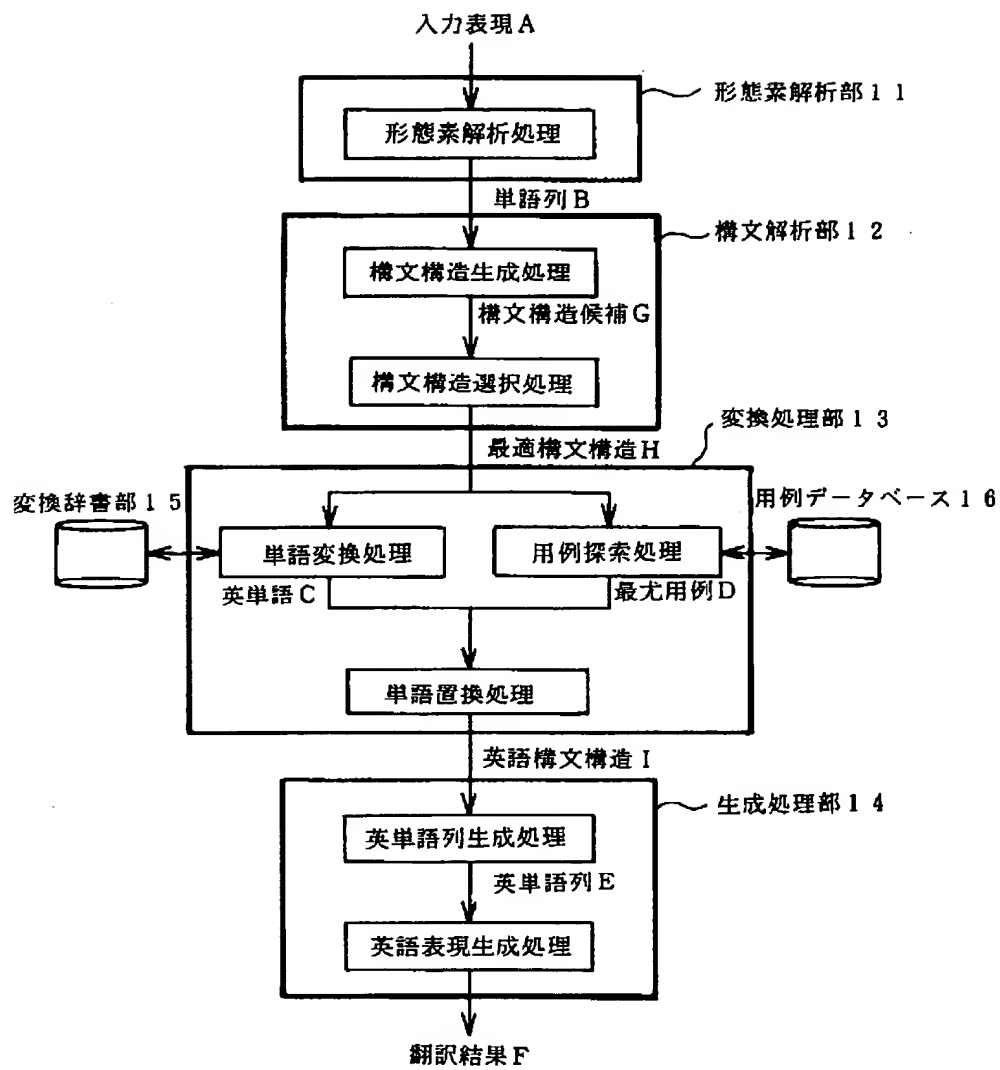 入力表現A
形態素解析部11
形態素解析処理
単語列B
構文解析部12
構文構造生成処理
構文構造候補G
構文構造選択処理
変換処理部13
最適構文構造H
変換辞書部15
用例データベース16
単語変換処理
用例探索処理
英単語C
最尤用例D
単語置換処理
英語構文構造I
生成処理部14
英単語列生成処理
英単語列E
英語表現生成処理
翻訳結果F